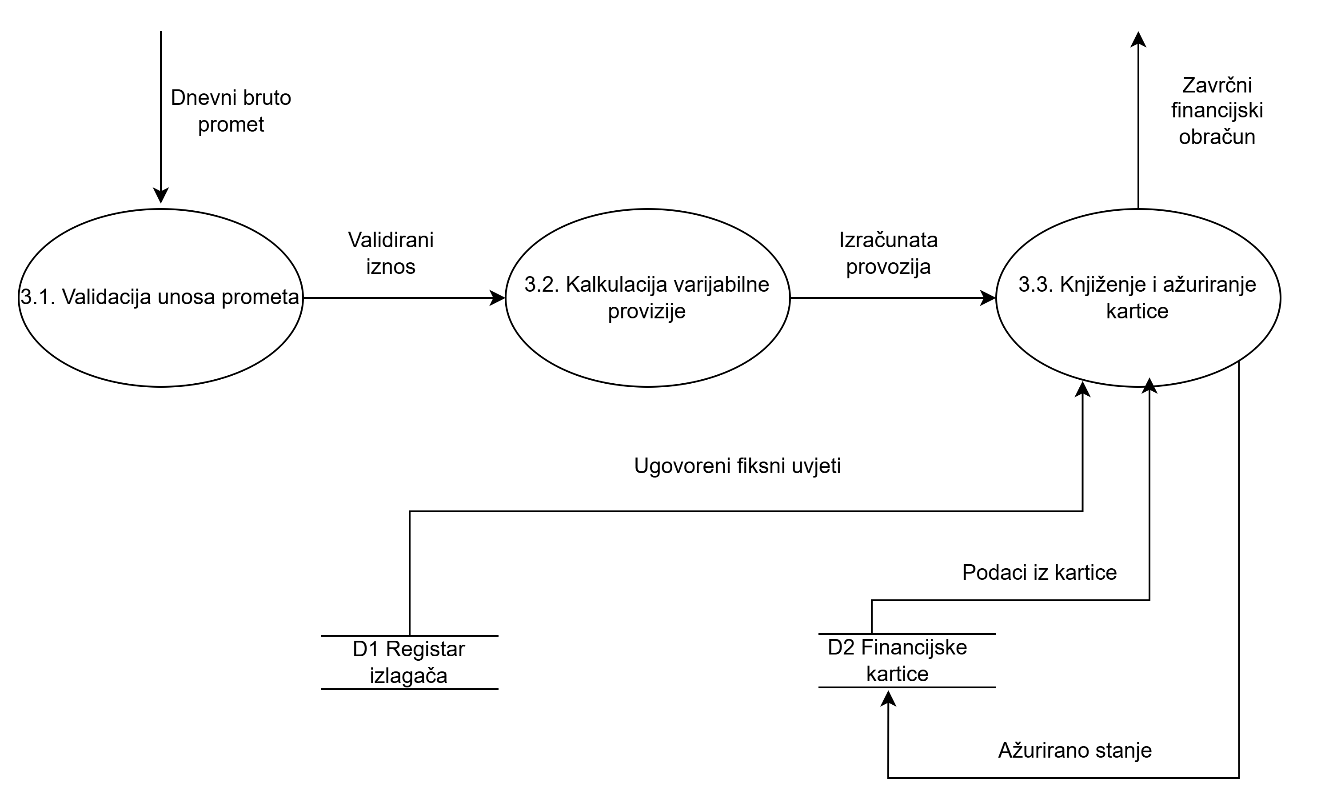 Dnevni bruto
promet
Završni
financijski
obračun
Validirani
iznos
Izračunata
provozija
3.1. Validacija unosa prometa
3.2. Kalkulacija varijabilne
provizije
3.3. Knjiženje i ažuriranje
kartice
Ugovoreni fiksni uvjeti
Podaci iz kartice
D1 Registar
izlagača
D2 Financijske
kartice
Ažurirano stanje